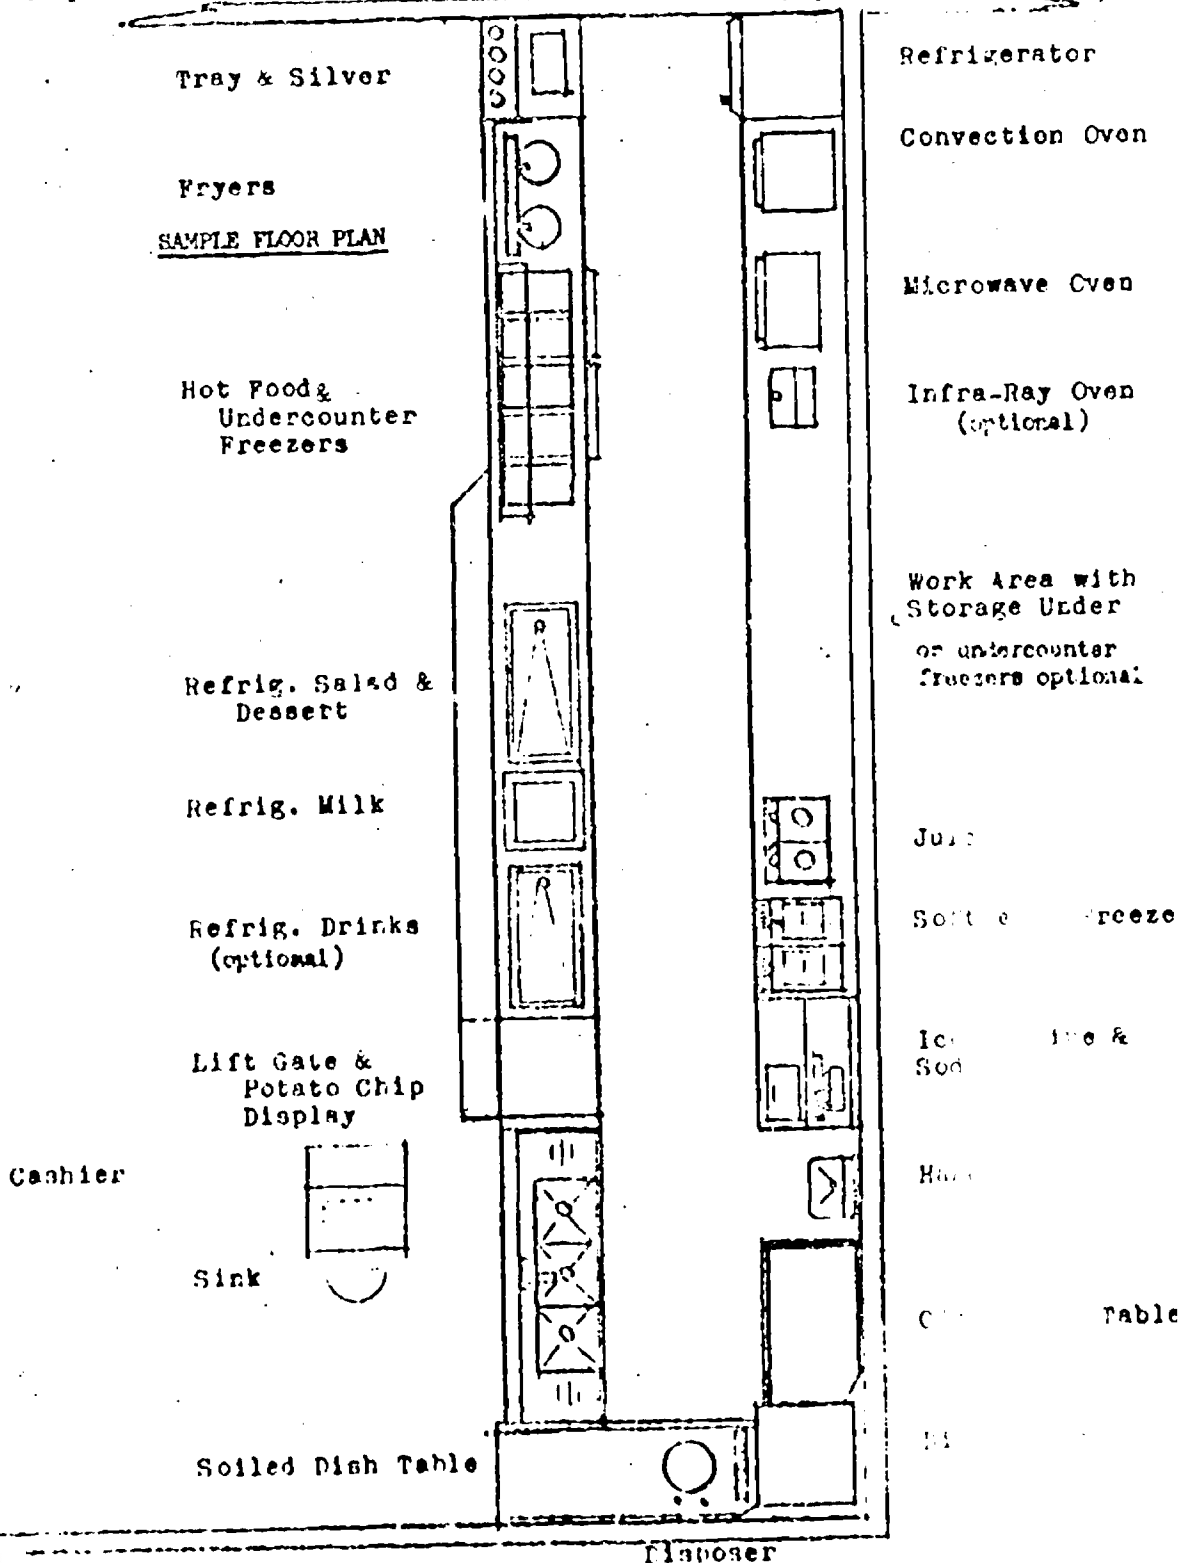 Tray & Silver
Fryers
SAMPLE FLOOR PLAN
Hot Food &
Undercounter
Freezers
Refrig. Salad &
Dessert
Refrig. Milk
Refrig. Drinks
(optional)
Lift Gate &
Potato Chip
Display
Cashier
Sink
Soiled Dish Table
Disposer
Refrigerator
Convection Oven
Microwave Oven
Infra-Ray Oven
(optional)
Work Area with
Storage Under
or undercounter
freezers optional
&
Table